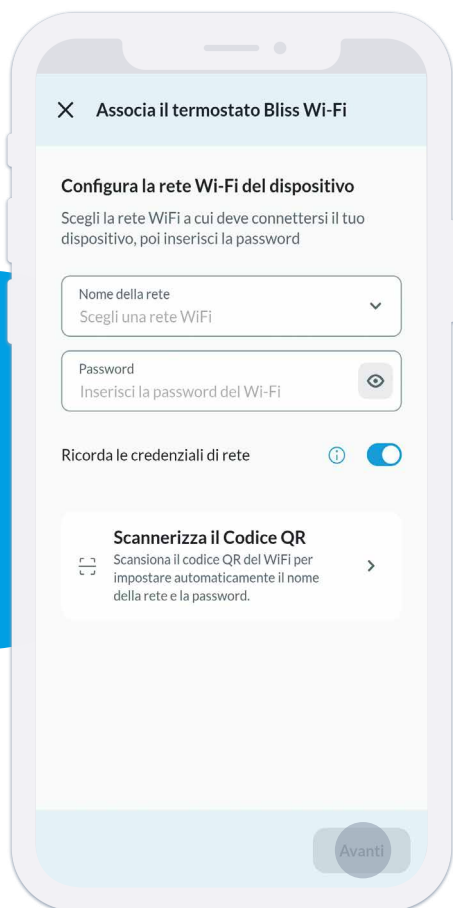 Associa il termostato Bliss Wi-Fi
Configura la rete Wi-Fi del dispositivo
Scegli la rete WiFi a cui deve connettersi il tuo
dispositivo, poi inserisci la password
Nome della rete
Scegli una rete WiFi
Password
Inserisci la password del Wi-Fi
Ricorda le credenziali di rete
Scannerizza il Codice QR
Scansiona il codice QR del WiFi per
impostare automaticamente il nome
della rete e la password.
Avanti